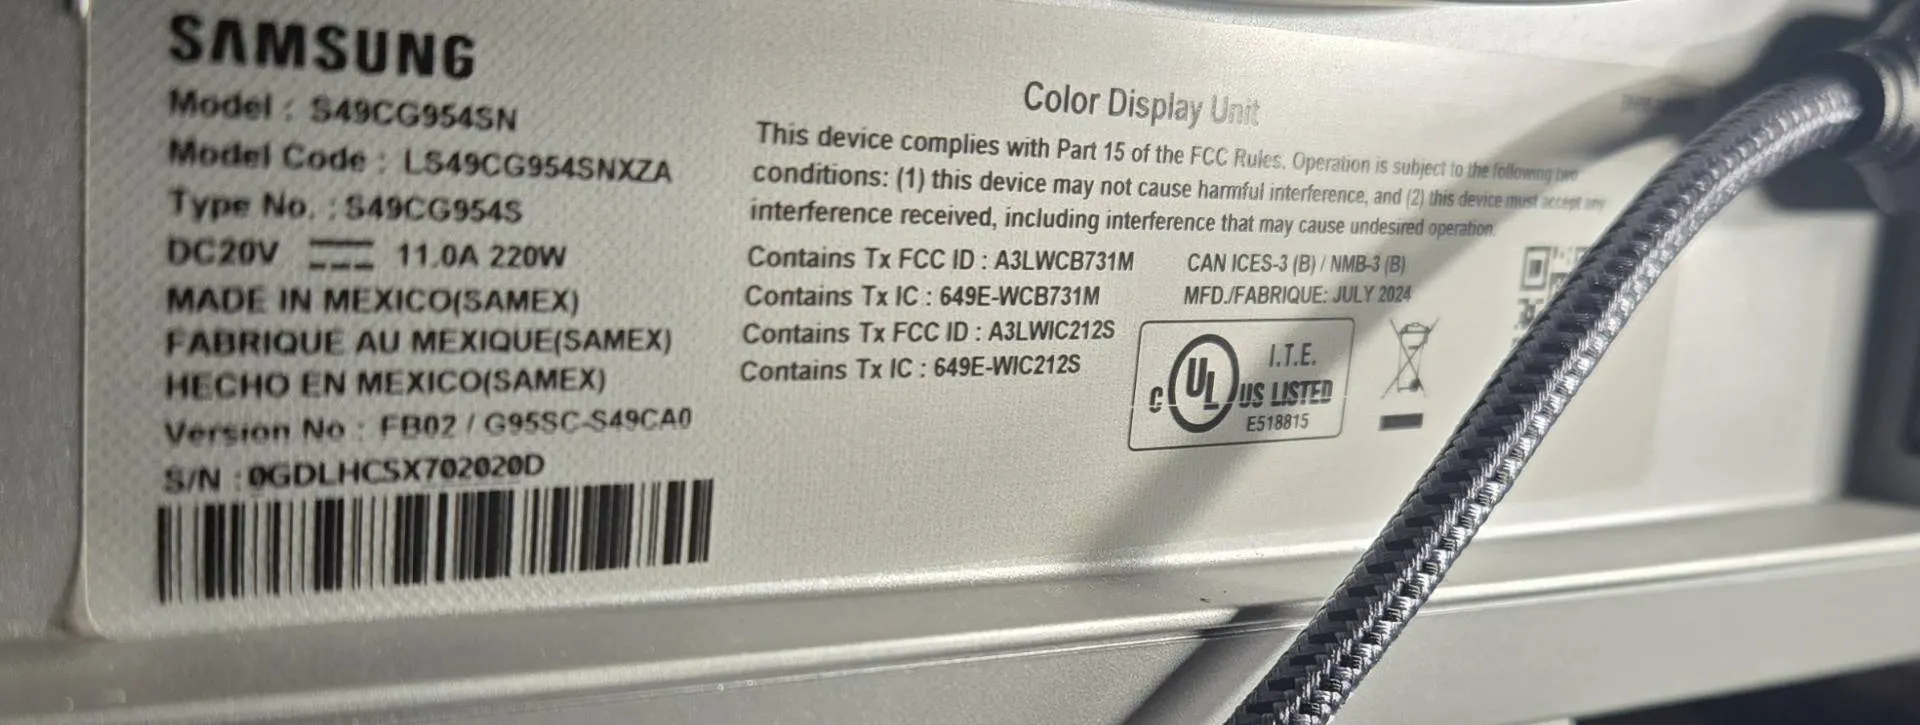 SAMSUNG
Model : S49CG954SN
Model Code : LS49CG954SNXZA
Type No. : S49CG954S
DC20V 11.0A 220W
MADE IN MEXICO(SAMEX)
FABRIQUE AU MEXIQUE(SAMEX)
HECHO EN MEXICO(SAMEX)
Version No : FB02 / G95SC-S49CA0
S/N : 0GDLHCSX702020D
Color Display Unit
This device complies with Part 15 of the FCC Rules. Operation is subject to the following two
conditions: (1) this device may not cause harmful interference, and (2) this device must accept any
interference received, including interference that may cause undesired operation.
Contains Tx FCC ID : A3LWCB731M
Contains Tx IC : 649E-WCB731M
Contains Tx FCC ID : A3LWIC212S
Contains Tx IC : 649E-WIC212S
CAN ICES-3 (B) / NMB-3 (B)
MFD./FABRIQUE: JULY 2024
C UL US LISTED
I.T.E.
E518815